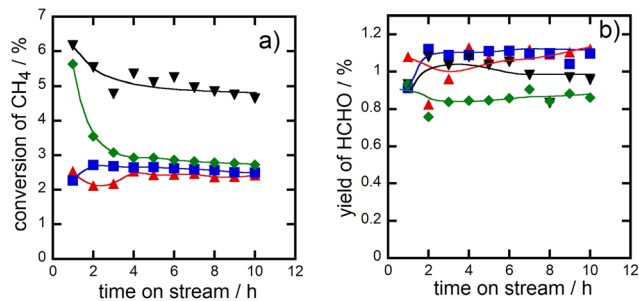 a)
conversion of CH4 / %
7
6
5
4
3
2
1
0
0 2 4 6 8 10 12
time on stream / h
b)
yield of HCHO / %
1.2
1
0.8
0.6
0.4
0.2
0
0 2 4 6 8 10 12
time on stream / h